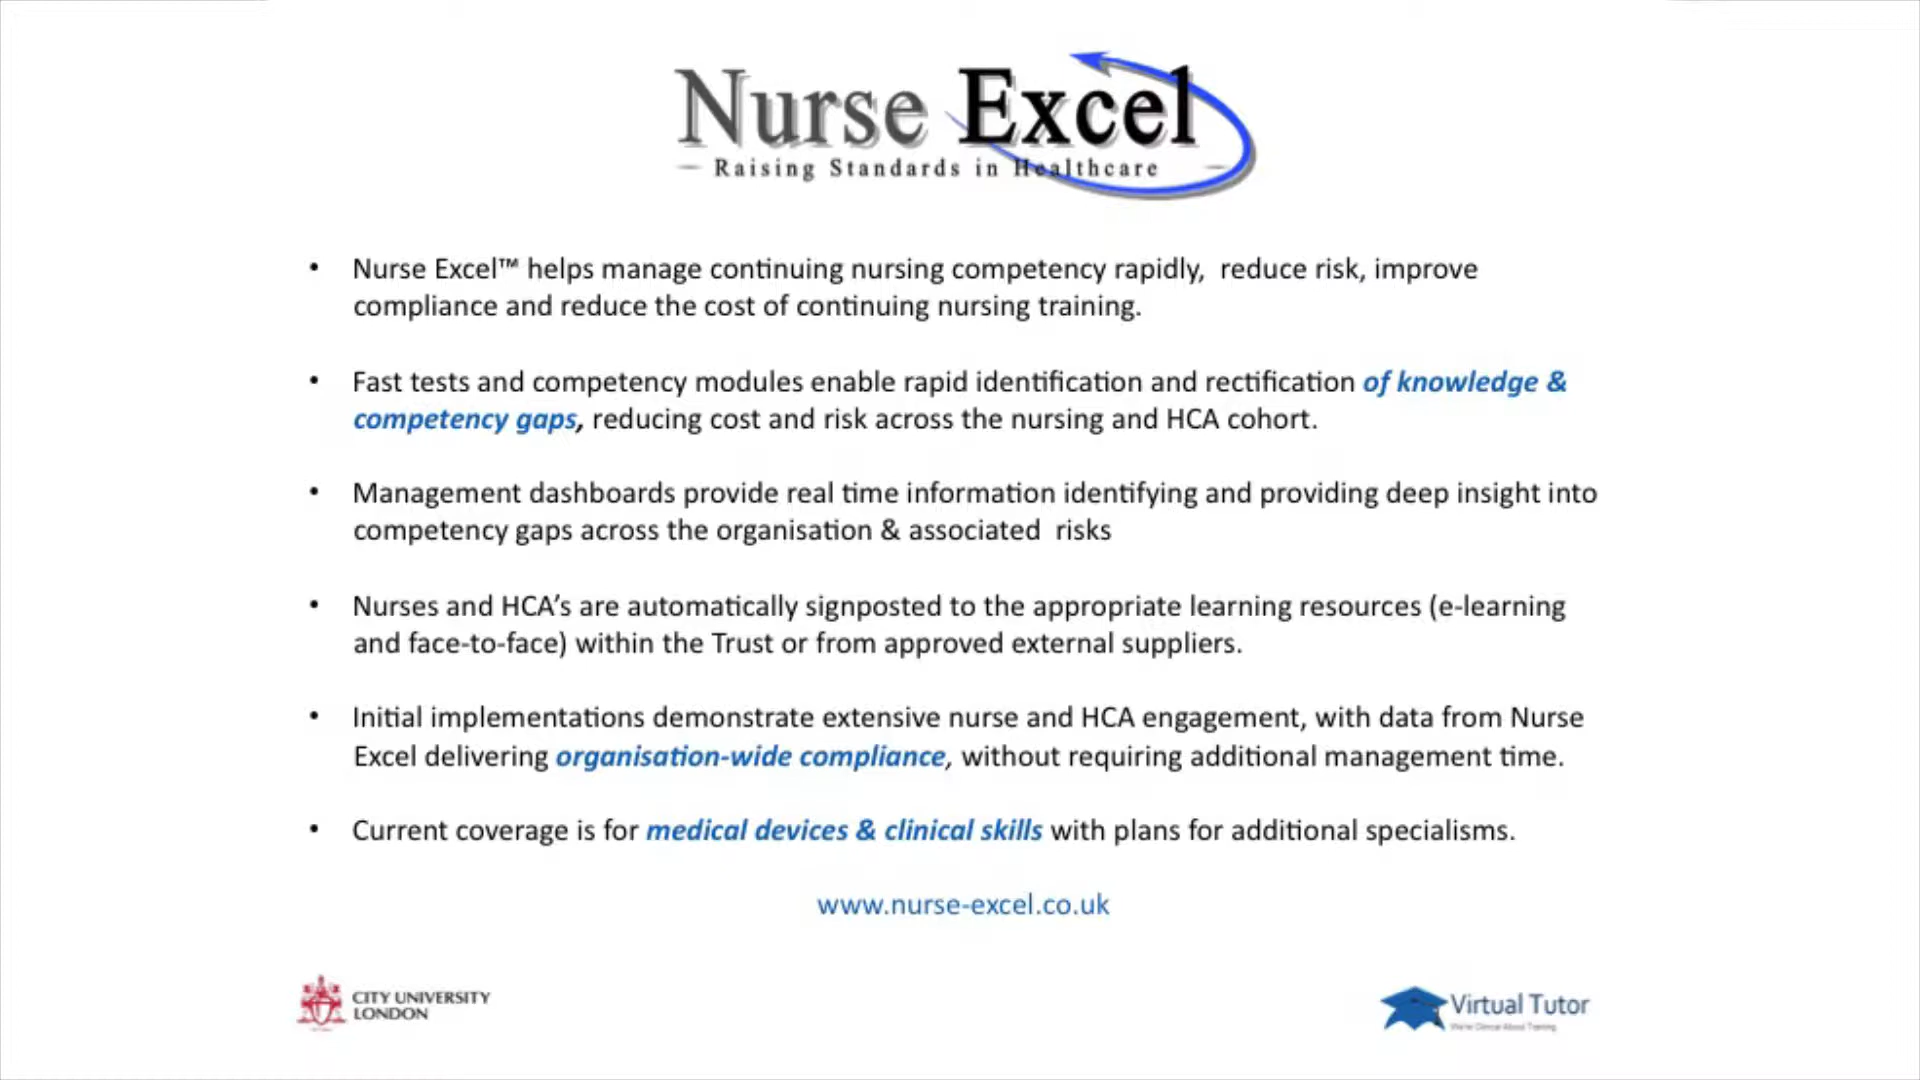 Nurse Excel
Raising Standards in Healthcare
• Nurse Excel™ helps manage continuing nursing competency rapidly,  reduce risk, improve
compliance and reduce the cost of continuing nursing training.
• Fast tests and competency modules enable rapid identification and rectification of knowledge &
competency gaps, reducing cost and risk across the nursing and HCA cohort.
• Management dashboards provide real time information identifying and providing deep insight into
competency gaps across the organisation & associated  risks
• Nurses and HCA’s are automatically signposted to the appropriate learning resources (e-learning
and face-to-face) within the Trust or from approved external suppliers.
• Initial implementations demonstrate extensive nurse and HCA engagement, with data from Nurse
Excel delivering organisation-wide compliance, without requiring additional management time.
• Current coverage is for medical devices & clinical skills with plans for additional specialisms.
www.nurse-excel.co.uk
CITY UNIVERSITY
LONDON
Virtual Tutor
We're Clinical About Training